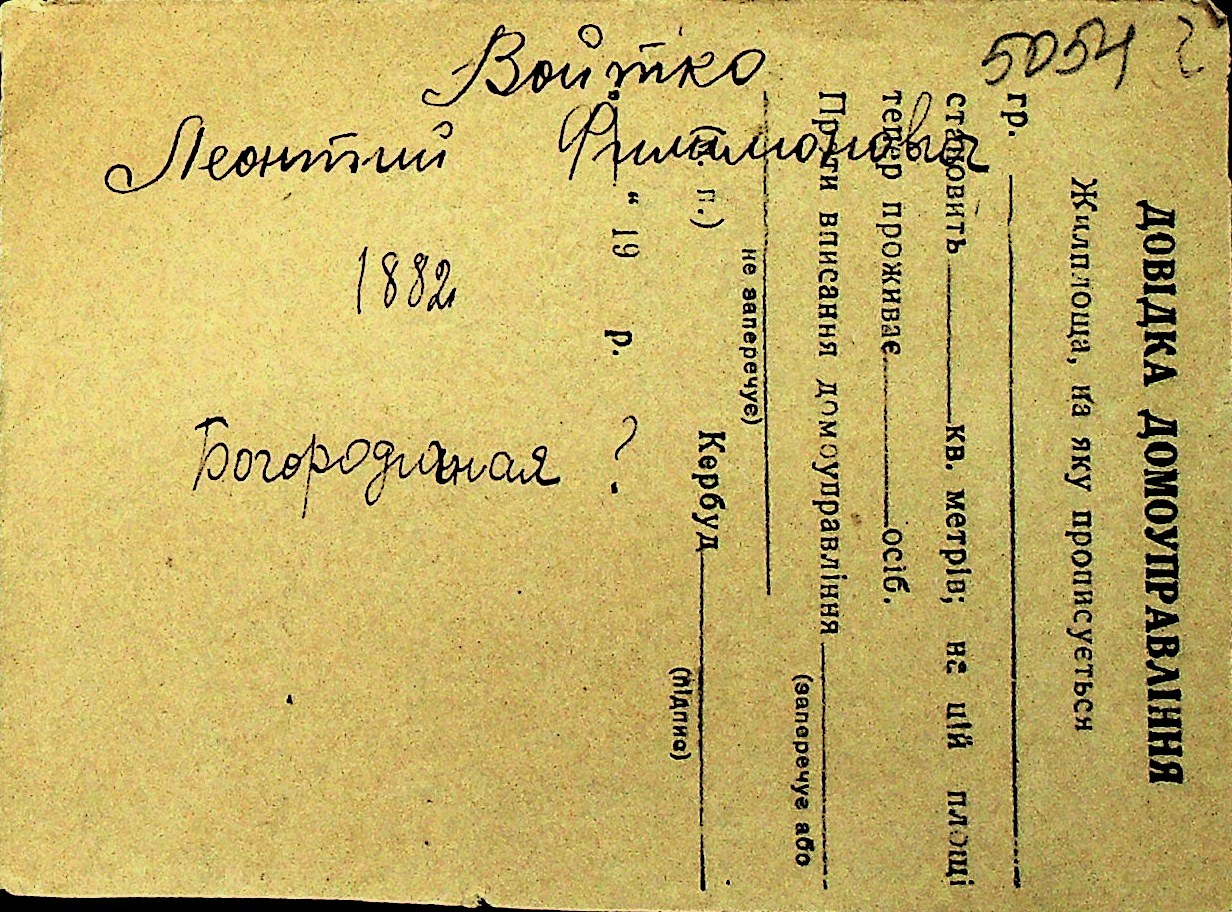 5054
Войтко
Леонтий Филимонович
1882
Богородичная ?
ДОВІДКА ДОМОУПРАВЛІННЯ
Жилплоща, на яку прописується
гр.
становить кв. метрів; на цій площі
тепер проживає осіб.
Проти вписання домоуправління
(заперечує або
не заперечує)
Кербуд
(підпис)
п.)
“ 19 р.